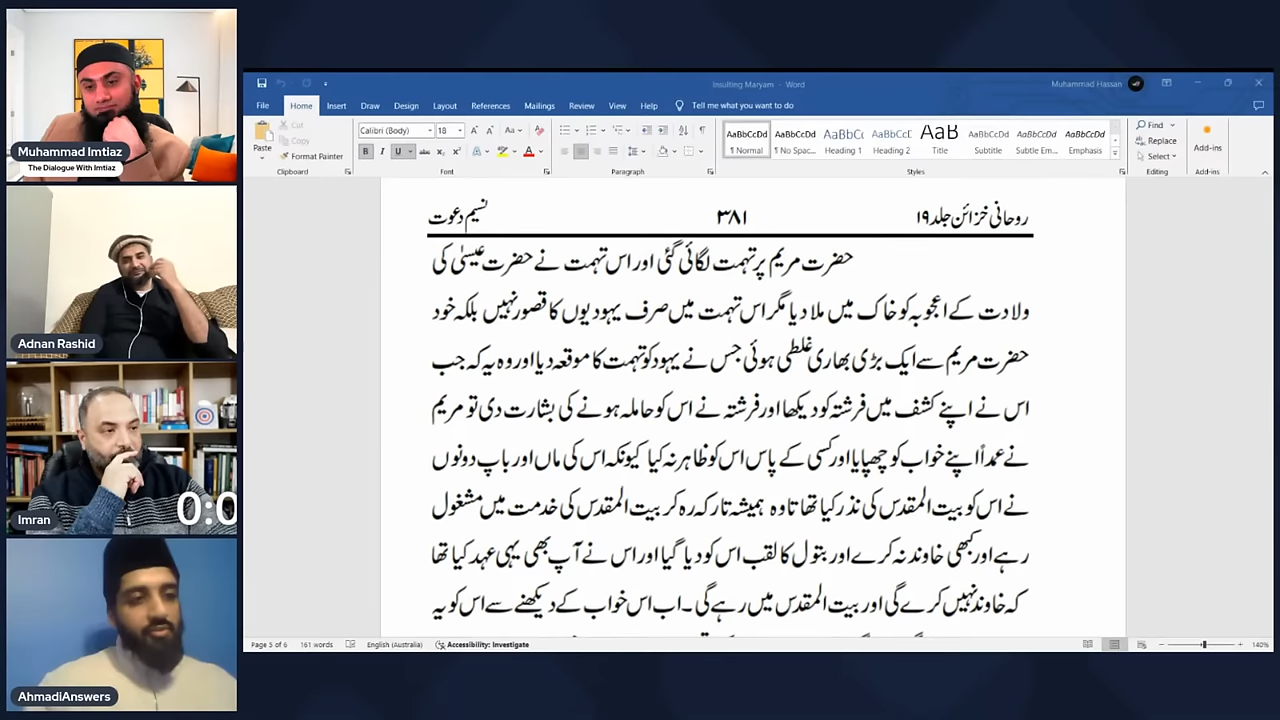 Muhammad Imtiaz
The Dialogue With Imtiaz
Adnan Rashid
Imran
0:0
AhmadiAnswers
Insulting Maryam - Word
Muhammad Hassan
File Home Insert Draw Design Layout References Mailings Review View Help Tell me what you want to do
Paste
Cut
Copy
Format Painter
Clipboard
Calibri (Body) 18
Font
Paragraph
AaBbCcDd AaBbCcDd AaBbCc AaBbCcD AaB AaBbCcDd AaBbCcDd AaBbCcDd
¶ Normal ¶ No Spac... Heading 1 Heading 2 Title Subtitle Subtle Em... Emphasis
Styles
Find
Replace
Select
Editing
Add-ins
Add-ins
روحانی خزائن جلد ۱۹ ۳۸۱ نسیم دعوت
حضرت مریم پر تہمت لگائی گئی اور اس تہمت نے حضرت عیسیٰ کی
ولادت کے اعجوبہ کو خاک میں ملا دیا مگر اس تہمت میں صرف یہودیوں کا قصور نہیں بلکہ خود
حضرت مریم سے ایک بڑی بھاری غلطی ہوئی جس نے یہود کو تہمت کا موقعہ دیا اور وہ یہ کہ جب
اس نے اپنے کشف میں فرشتہ کو دیکھا اور فرشتہ نے اس کو حاملہ ہونے کی بشارت دی تو مریم
نے عمداً اپنے خواب کو چھپایا اور کسی کے پاس اس کو ظاہر نہ کیا کیونکہ اس کی ماں اور باپ دونوں
نے اس کو بیت المقدس کی نذر کیا تھا تا وہ ہمیشہ تارکہ رہ کر بیت المقدس کی خدمت میں مشغول
رہے اور کبھی خاوند نہ کرے اور بتول کا لقب اس کو دیا گیا اور اس نے آپ بھی یہی عہد کیا تھا
کہ خاوند نہیں کرے گی اور بیت المقدس میں رہے گی۔ اب اس خواب کے دیکھنے سے اس کو یہ
Page 5 of 6 161 words English (Australia) Accessibility: Investigate 140%